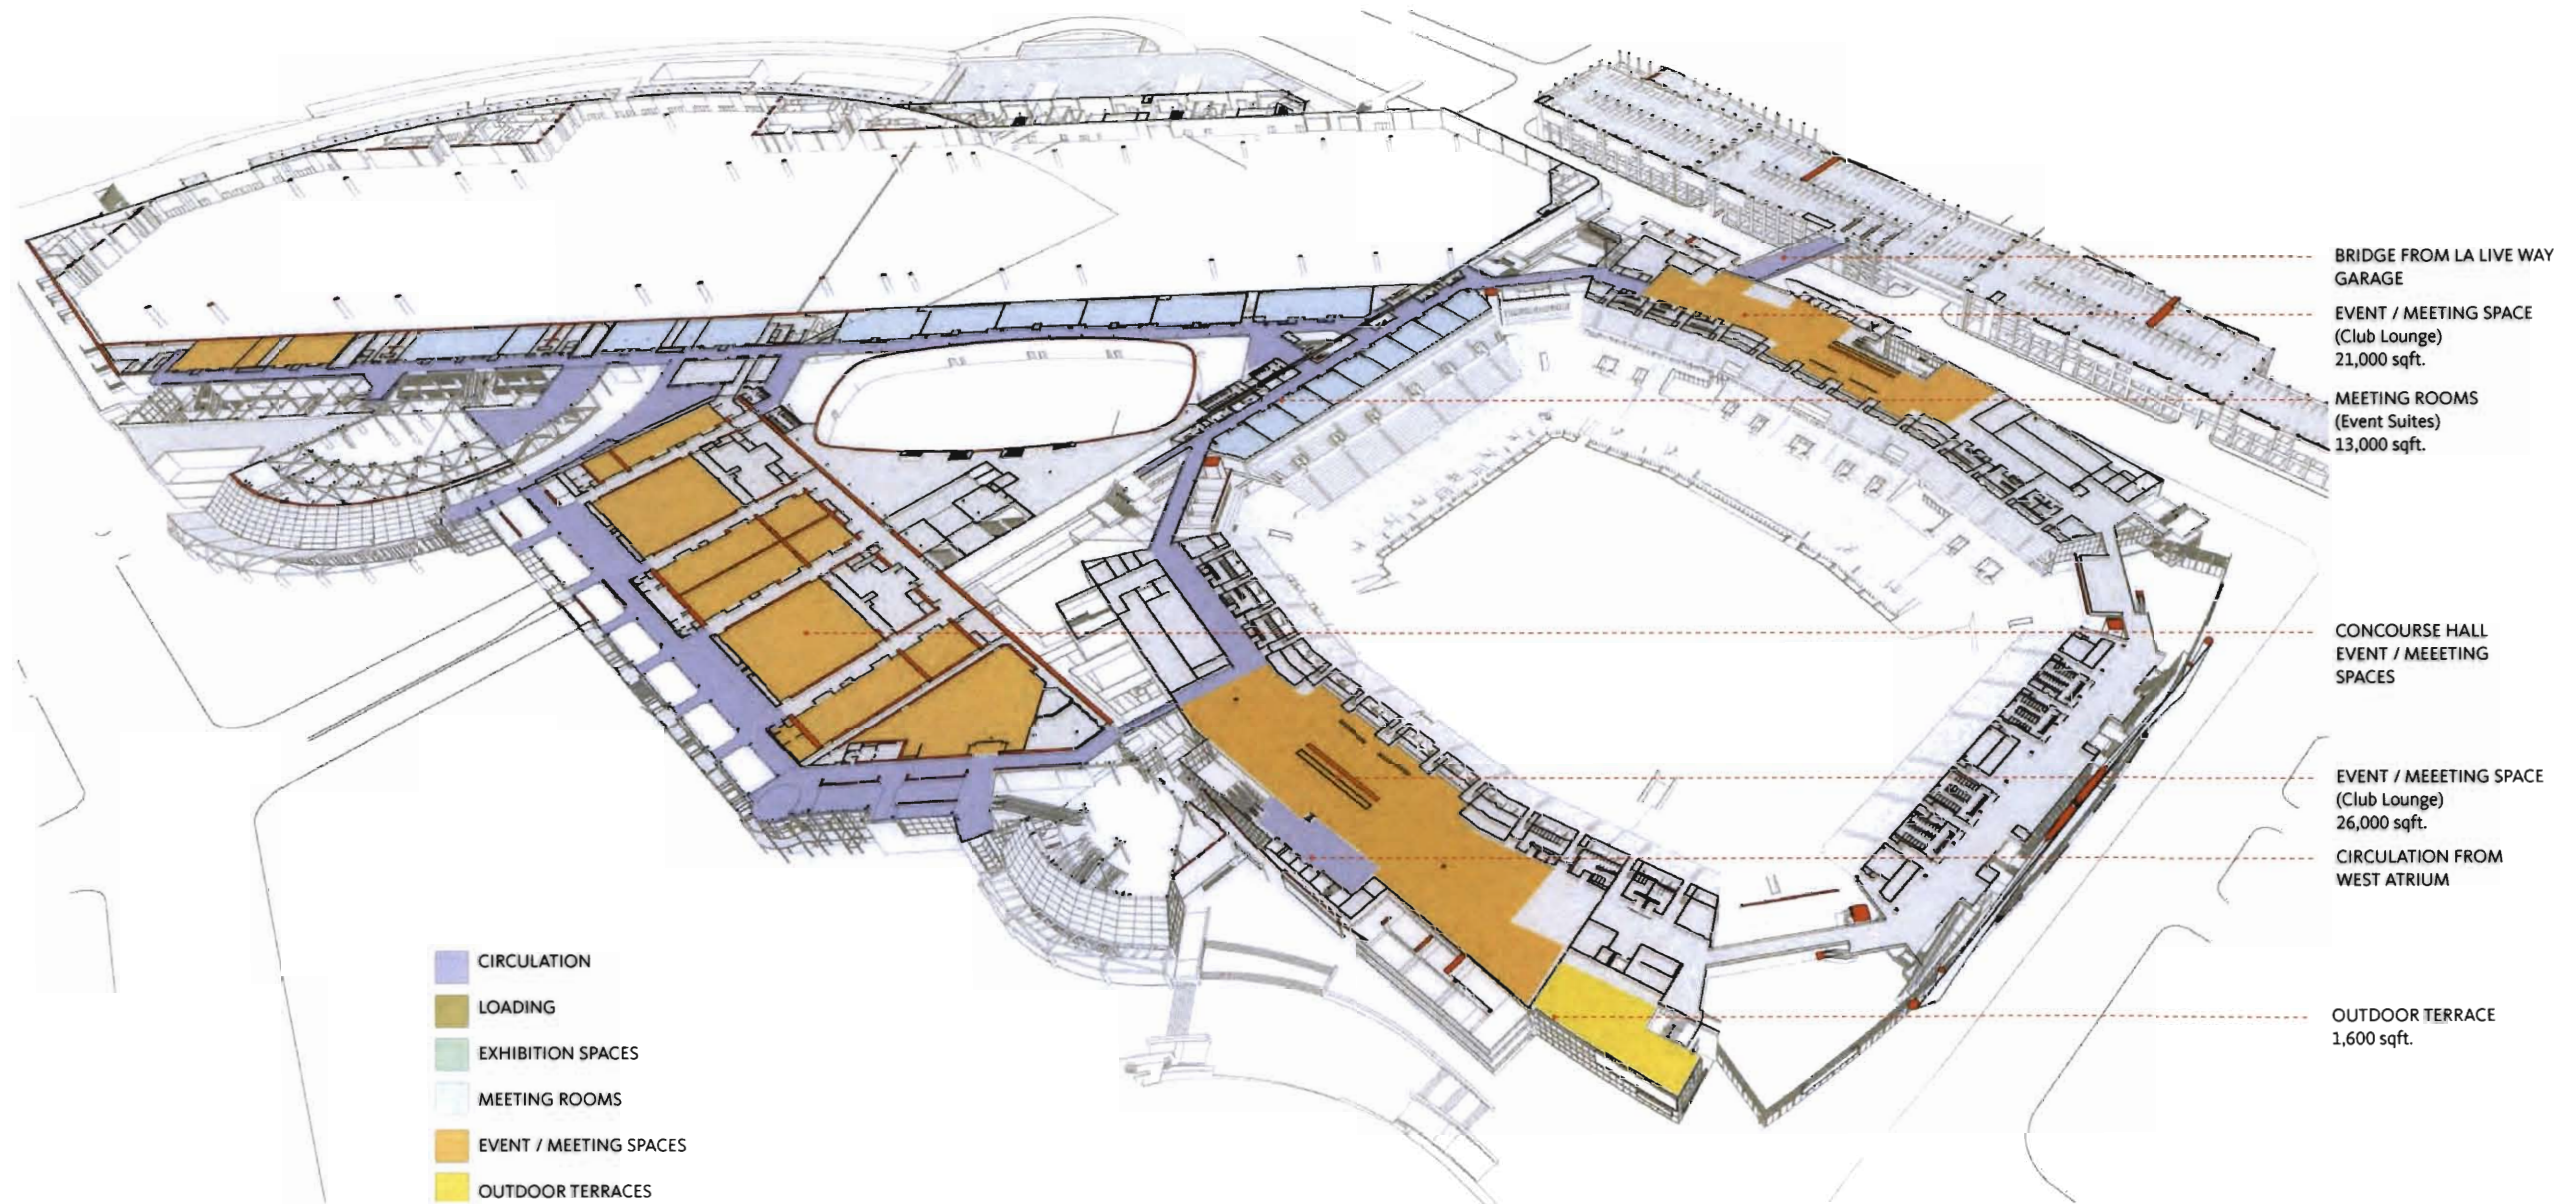 BRIDGE FROM LA LIVE WAY
GARAGE
EVENT / MEETING SPACE
(Club Lounge)
21,000 sqft.
MEETING ROOMS
(Event Suites)
13,000 sqft.
CONCOURSE HALL
EVENT / MEEETING
SPACES
EVENT / MEEETING SPACE
(Club Lounge)
26,000 sqft.
CIRCULATION FROM
WEST ATRIUM
OUTDOOR TERRACE
1,600 sqft.
CIRCULATION
LOADING
EXHIBITION SPACES
MEETING ROOMS
EVENT / MEETING SPACES
OUTDOOR TERRACES